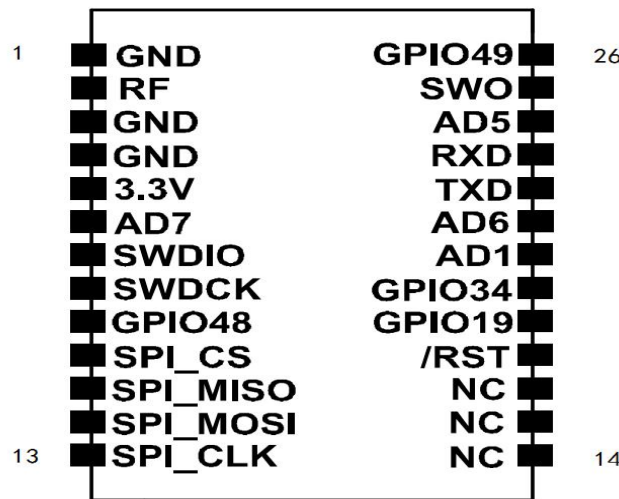 1 GND GPIO49 26
RF SWO
GND AD5
GND RXD
3.3V TXD
AD7 AD6
SWDIO AD1
SWDCK GPIO34
GPIO48 GPIO19
SPI_CS /RST
SPI_MISO NC
SPI_MOSI NC
13 SPI_CLK NC 14